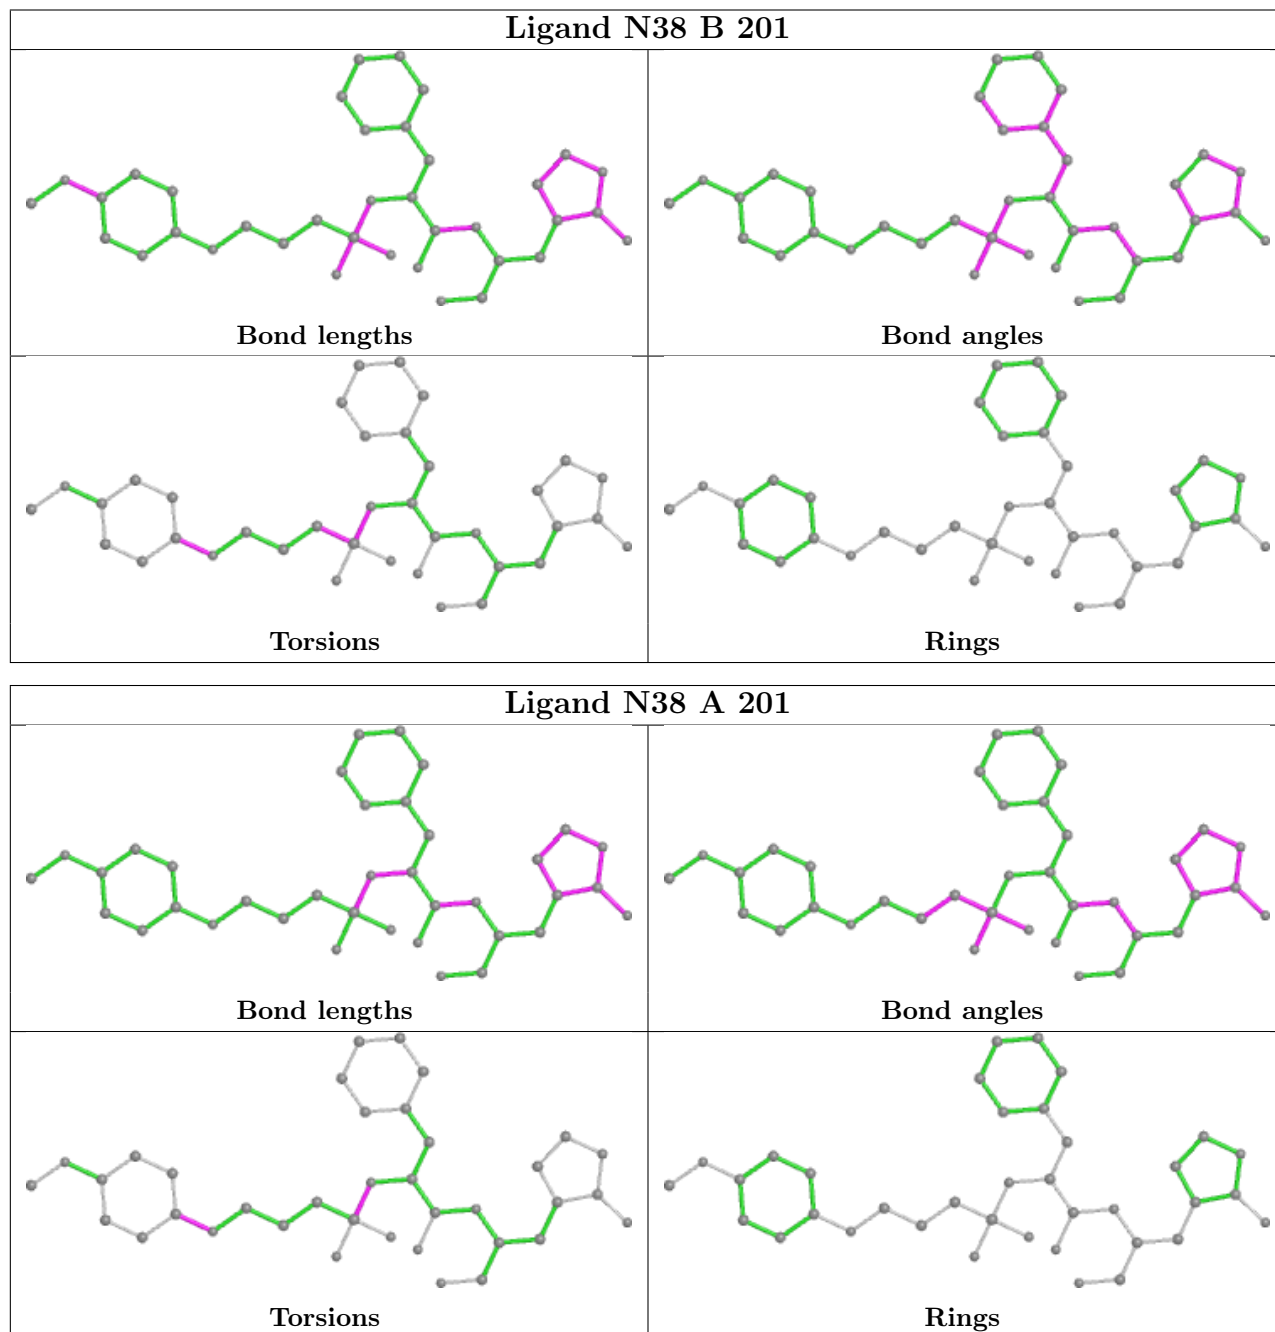 Ligand N38 B 201
Bond lengths
Bond angles
Torsions
Rings
Ligand N38 A 201
Bond lengths
Bond angles
Torsions
Rings